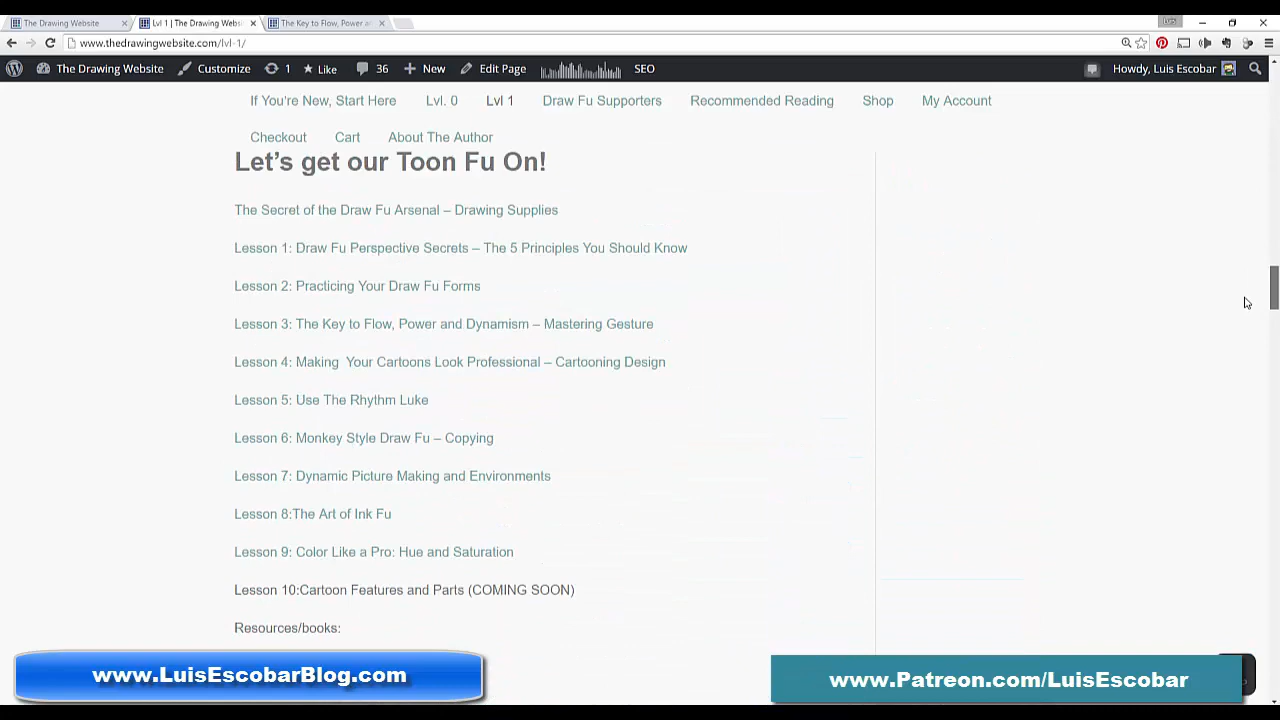 The Drawing Website
Lvl 1 | The Drawing Webs
The Key to Flow, Power a
Luis
www.thedrawingwebsite.com/lvl-1/
The Drawing Website Customize 1 Like 36 New Edit Page SEO Howdy, Luis Escobar
If You're New, Start Here Lvl. 0 Lvl 1 Draw Fu Supporters Recommended Reading Shop My Account
Checkout Cart About The Author
Let's get our Toon Fu On!
The Secret of the Draw Fu Arsenal – Drawing Supplies
Lesson 1: Draw Fu Perspective Secrets – The 5 Principles You Should Know
Lesson 2: Practicing Your Draw Fu Forms
Lesson 3: The Key to Flow, Power and Dynamism – Mastering Gesture
Lesson 4: Making  Your Cartoons Look Professional – Cartooning Design
Lesson 5: Use The Rhythm Luke
Lesson 6: Monkey Style Draw Fu – Copying
Lesson 7: Dynamic Picture Making and Environments
Lesson 8:The Art of Ink Fu
Lesson 9: Color Like a Pro: Hue and Saturation
Lesson 10:Cartoon Features and Parts (COMING SOON)
Resources/books:
www.LuisEscobarBlog.com
www.Patreon.com/LuisEscobar